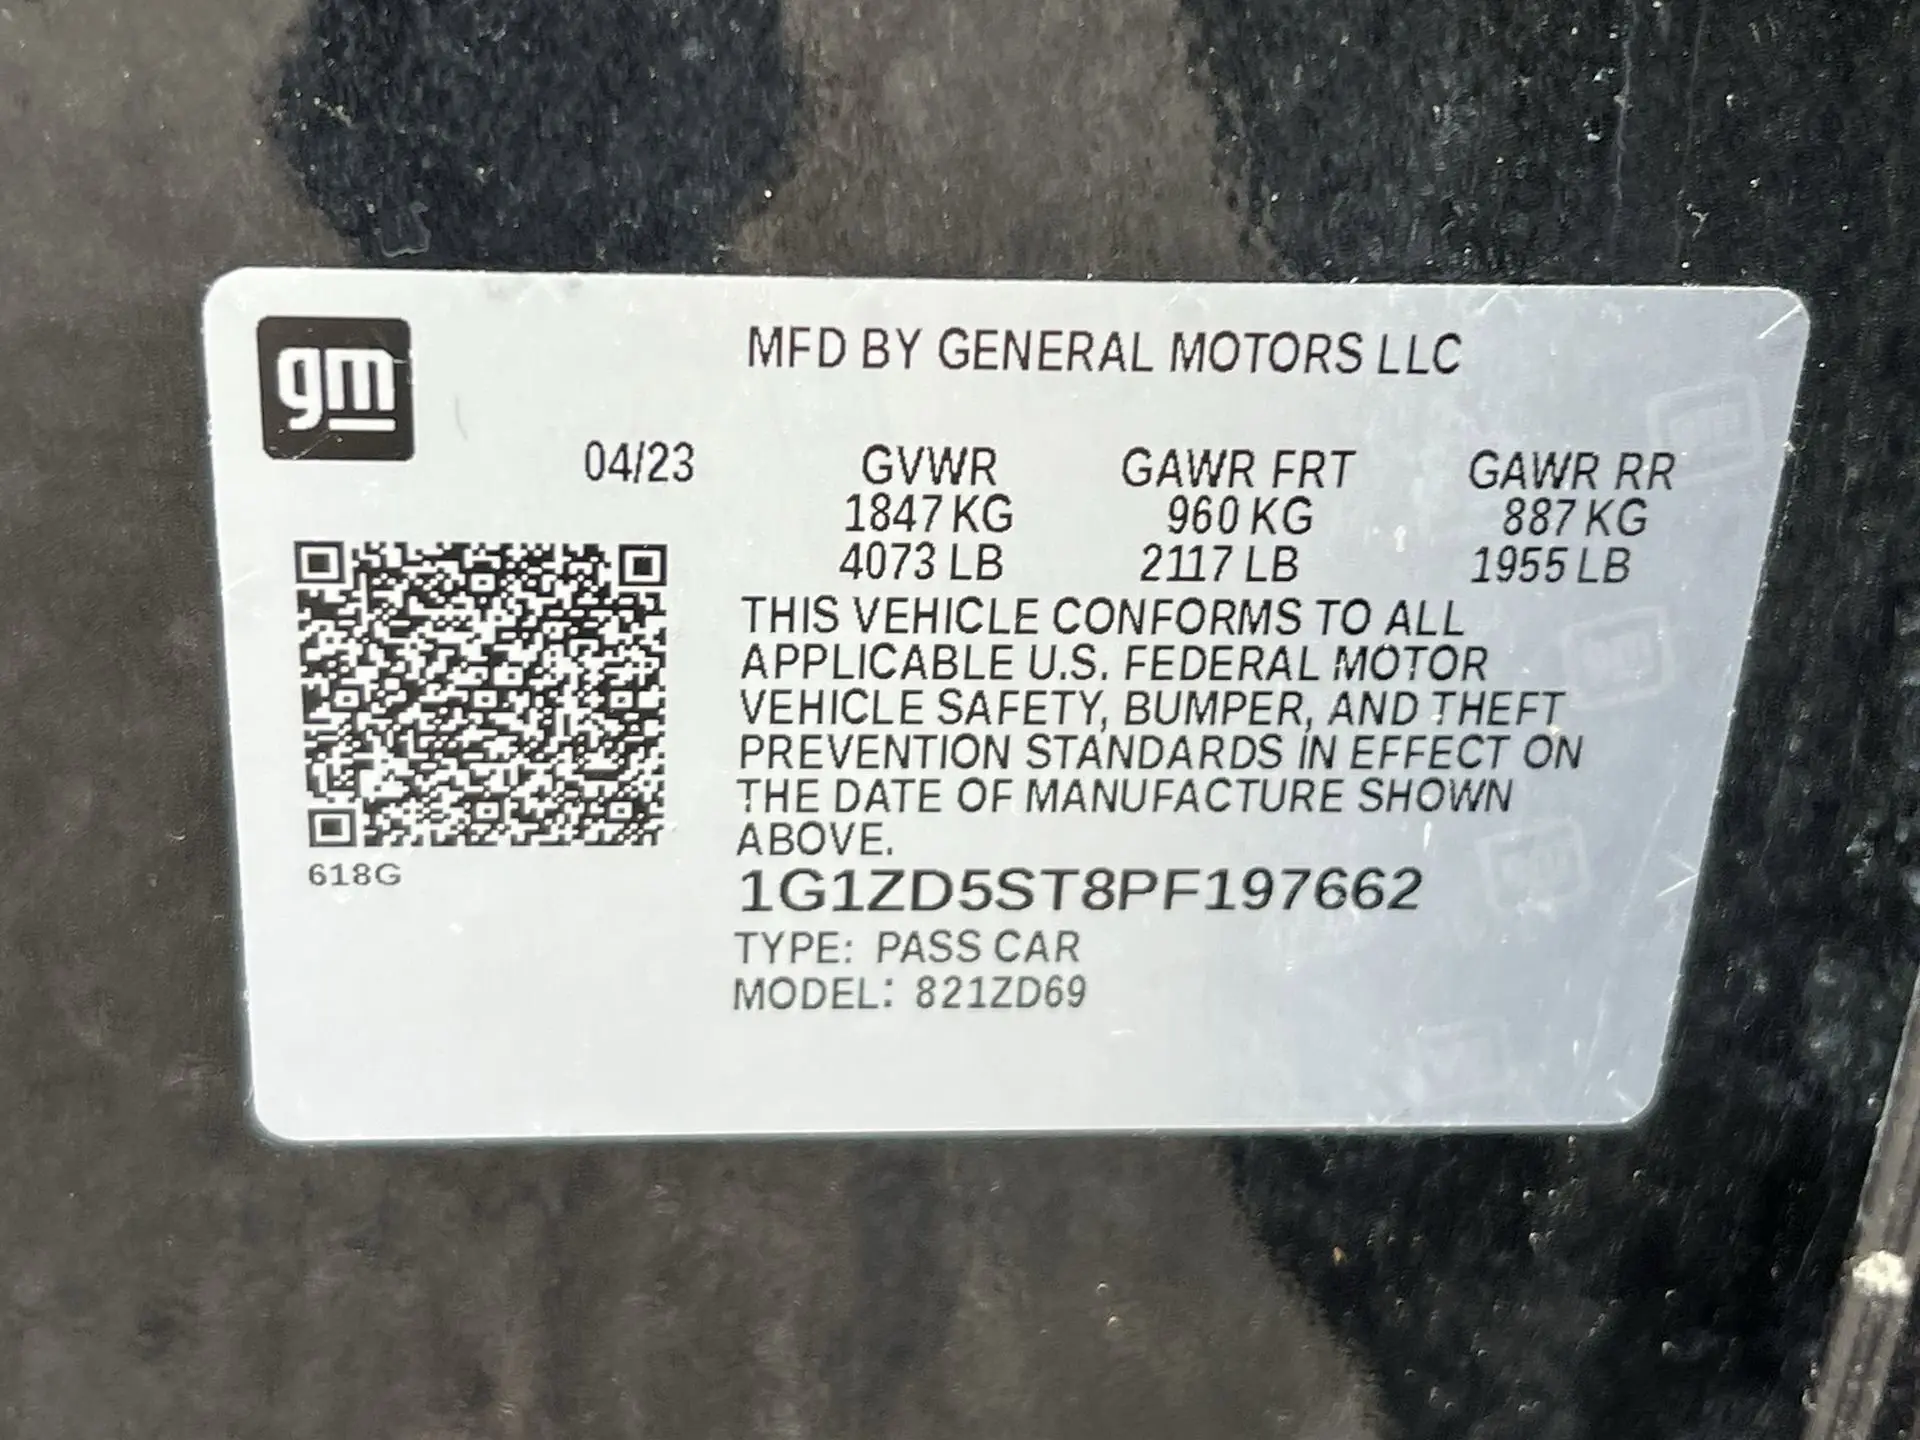 gm
MFD BY GENERAL MOTORS LLC
04/23 GVWR GAWR FRT GAWR RR
1847 KG 960 KG 887 KG
4073 LB 2117 LB 1955 LB
THIS VEHICLE CONFORMS TO ALL
APPLICABLE U.S. FEDERAL MOTOR
VEHICLE SAFETY, BUMPER, AND THEFT
PREVENTION STANDARDS IN EFFECT ON
THE DATE OF MANUFACTURE SHOWN
ABOVE.
618G
1G1ZD5ST8PF197662
TYPE: PASS CAR
MODEL: 821ZD69